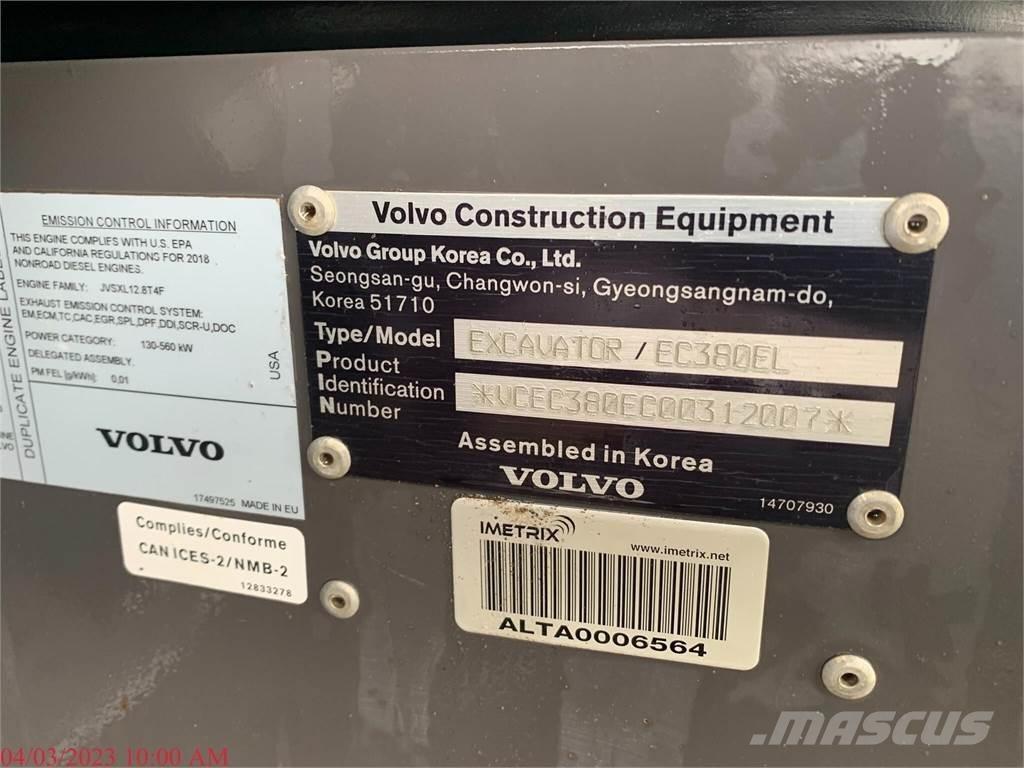 EMISSION CONTROL INFORMATION
THIS ENGINE COMPLIES WITH U.S. EPA
AND CALIFORNIA REGULATIONS FOR 2018
NONROAD DIESEL ENGINES.
ENGINE FAMILY: JVSXL12.8T4F
EXHAUST EMISSION CONTROL SYSTEM:
EM,ECM,TC,CAC,EGR,SPL,DPF,DDI,SCR-U,DOC
POWER CATEGORY: 130-560 kW
DELEGATED ASSEMBLY.
PM FEL [g/kWh]: 0,01
USA
DUPLICATE ENGINE LABEL
VOLVO
17497525 MADE IN EU
Complies/Conforme
CAN ICES-2/NMB-2
12833278
Volvo Construction Equipment
Volvo Group Korea Co., Ltd.
Seongsan-gu, Changwon-si, Gyeongsangnam-do,
Korea 51710
Type/Model EXCAVATOR / EC380EL
Product
Identification *VCEC380EC00312007*
Number
Assembled in Korea
VOLVO
14707930
IMETRIX
www.imetrix.net
ALTA0006564
MASCUS
04/03/2023 10:00 AM